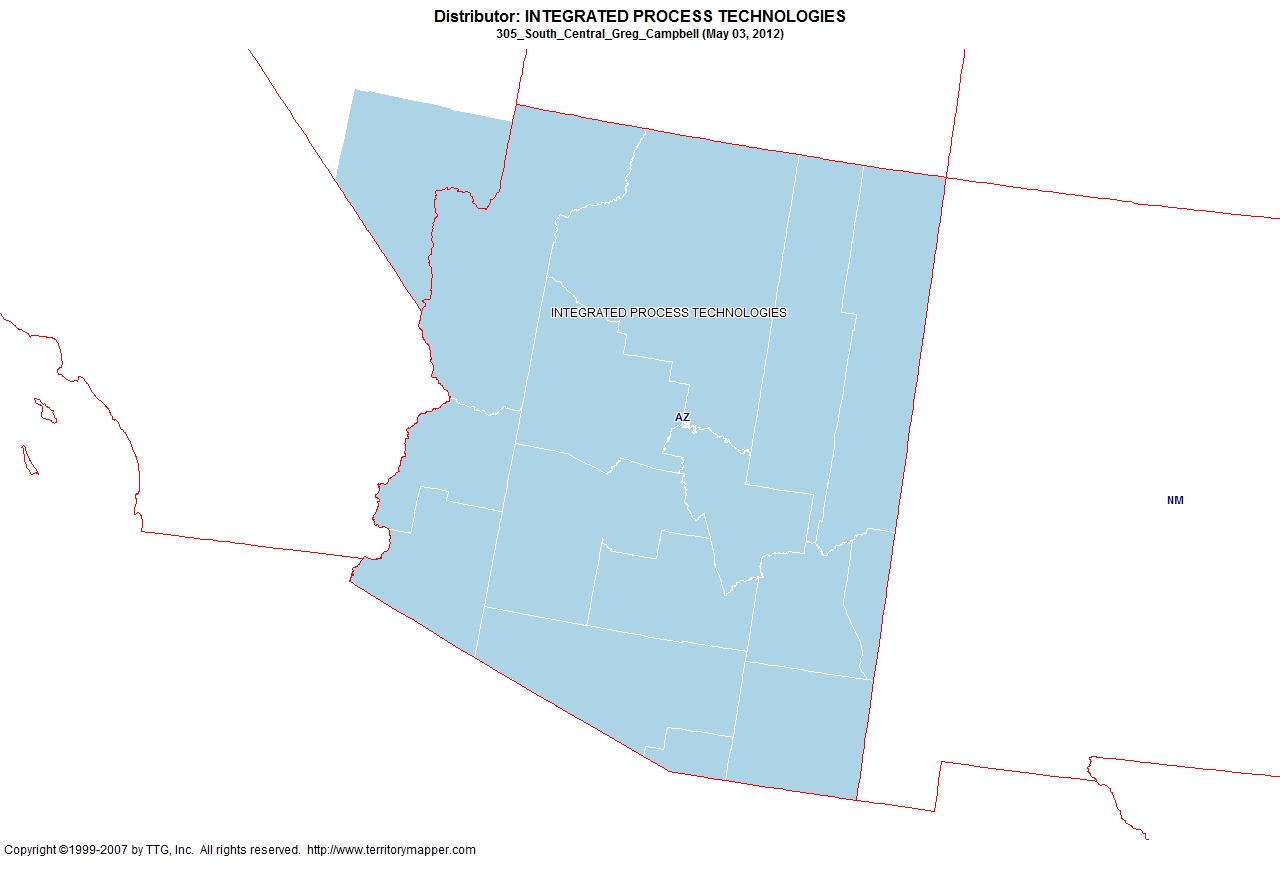 Distributor: INTEGRATED PROCESS TECHNOLOGIES
305_South_Central_Greg_Campbell (May 03, 2012)
INTEGRATED PROCESS TECHNOLOGIES
AZ
NM
Copyright ©1999-2007 by TTG, Inc.  All rights reserved.  http://www.territorymapper.com